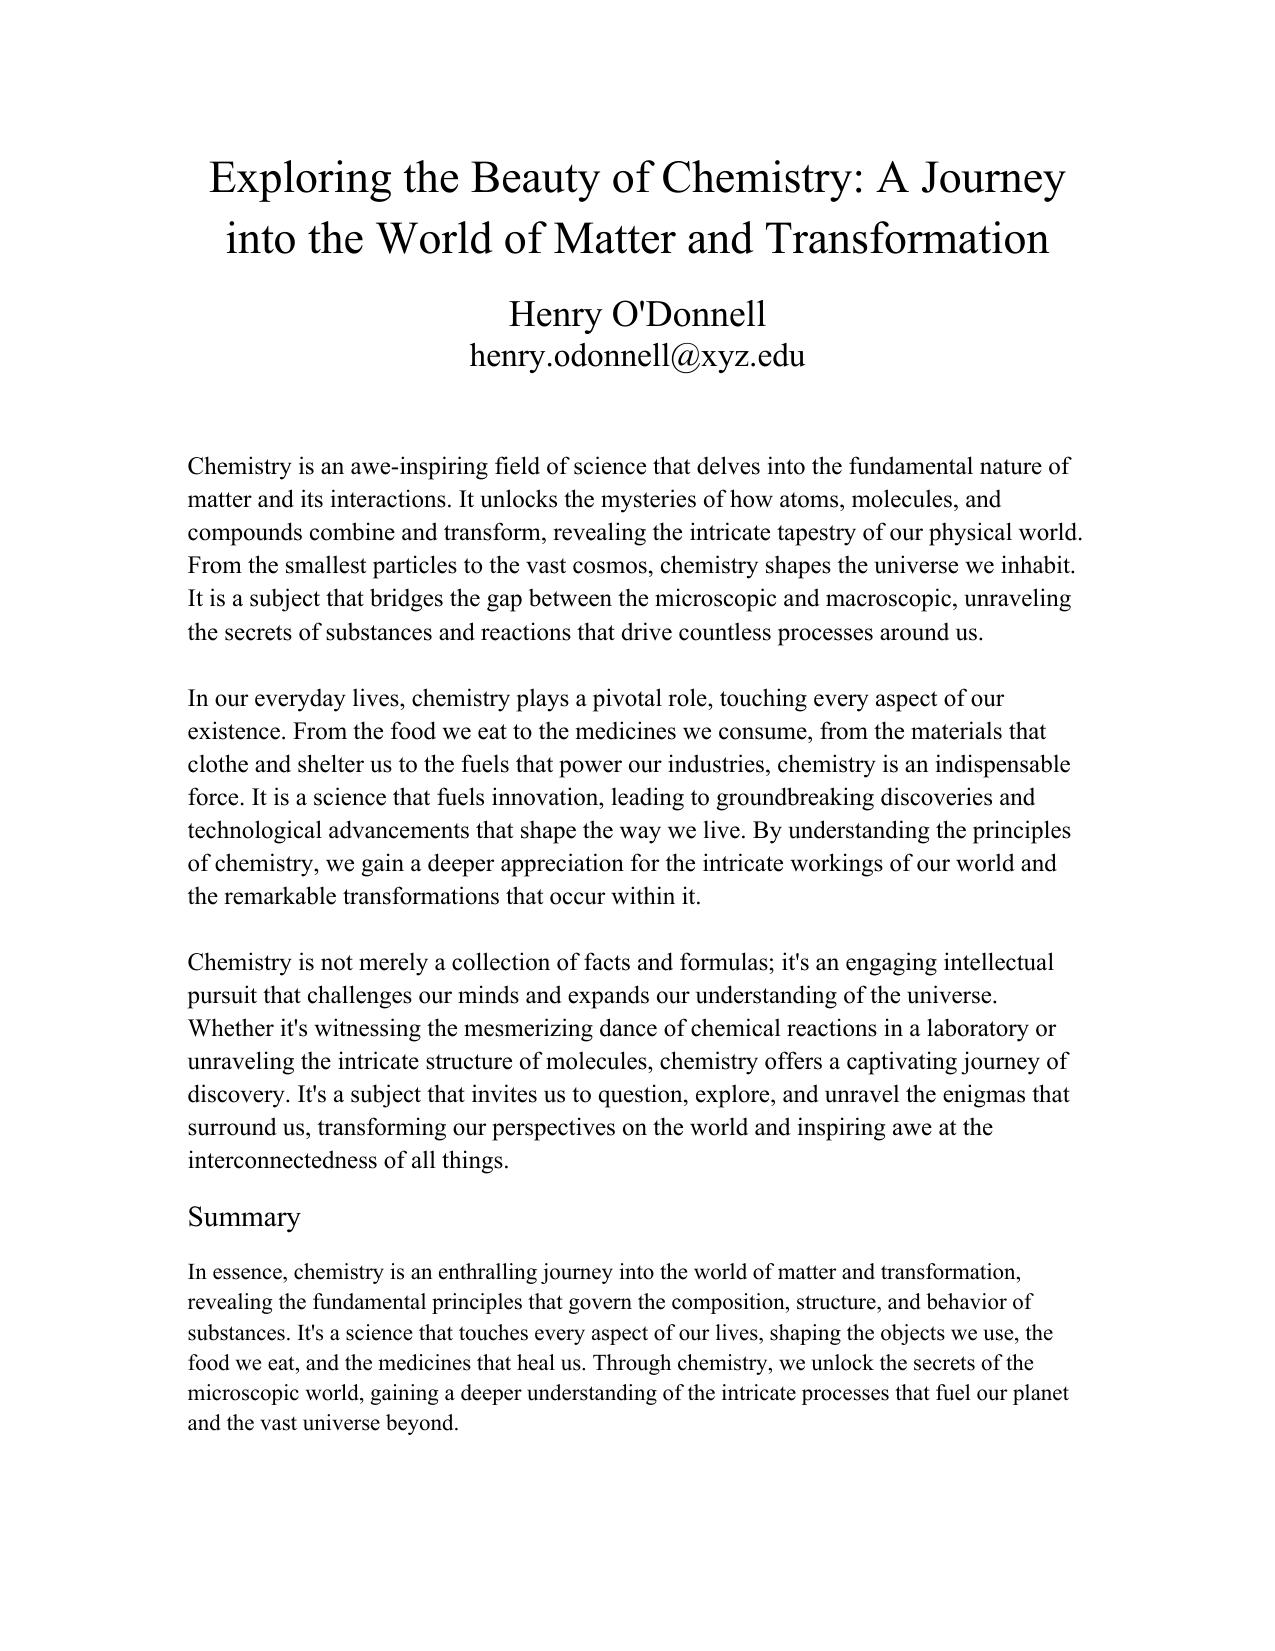 Exploring the Beauty of Chemistry: A Journey
into the World of Matter and Transformation
Henry O'Donnell
henry.odonnell@xyz.edu
Chemistry is an awe-inspiring field of science that delves into the fundamental nature of
matter and its interactions. It unlocks the mysteries of how atoms, molecules, and
compounds combine and transform, revealing the intricate tapestry of our physical world.
From the smallest particles to the vast cosmos, chemistry shapes the universe we inhabit.
It is a subject that bridges the gap between the microscopic and macroscopic, unraveling
the secrets of substances and reactions that drive countless processes around us.
In our everyday lives, chemistry plays a pivotal role, touching every aspect of our
existence. From the food we eat to the medicines we consume, from the materials that
clothe and shelter us to the fuels that power our industries, chemistry is an indispensable
force. It is a science that fuels innovation, leading to groundbreaking discoveries and
technological advancements that shape the way we live. By understanding the principles
of chemistry, we gain a deeper appreciation for the intricate workings of our world and
the remarkable transformations that occur within it.
Chemistry is not merely a collection of facts and formulas; it's an engaging intellectual
pursuit that challenges our minds and expands our understanding of the universe.
Whether it's witnessing the mesmerizing dance of chemical reactions in a laboratory or
unraveling the intricate structure of molecules, chemistry offers a captivating journey of
discovery. It's a subject that invites us to question, explore, and unravel the enigmas that
surround us, transforming our perspectives on the world and inspiring awe at the
interconnectedness of all things.
Summary
In essence, chemistry is an enthralling journey into the world of matter and transformation,
revealing the fundamental principles that govern the composition, structure, and behavior of
substances. It's a science that touches every aspect of our lives, shaping the objects we use, the
food we eat, and the medicines that heal us. Through chemistry, we unlock the secrets of the
microscopic world, gaining a deeper understanding of the intricate processes that fuel our planet
and the vast universe beyond.